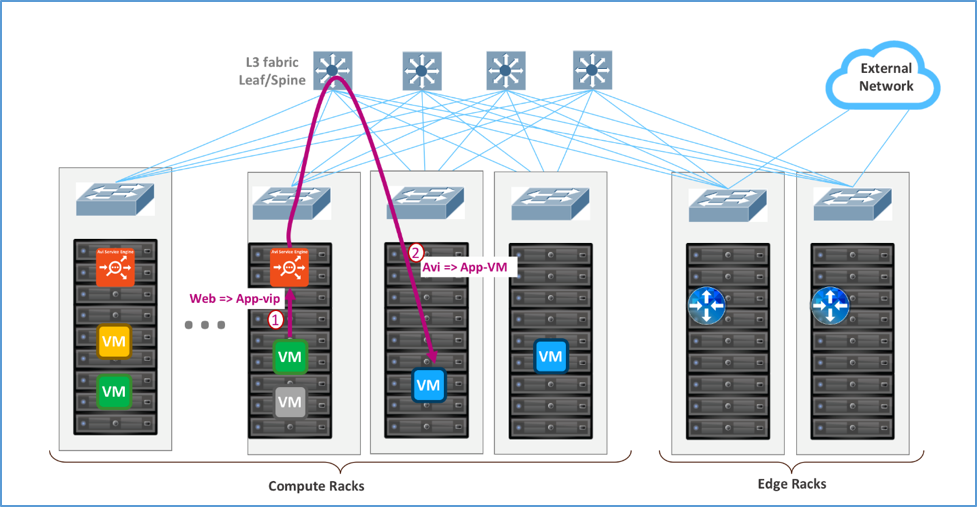 L3 fabric
Leaf/Spine
External
Network
Avi Service Engine
Avi Service Engine
2
Avi => App-VM
Web => App-vip
1
VM
VM
VM
VM
VM
VM
Compute Racks
Edge Racks